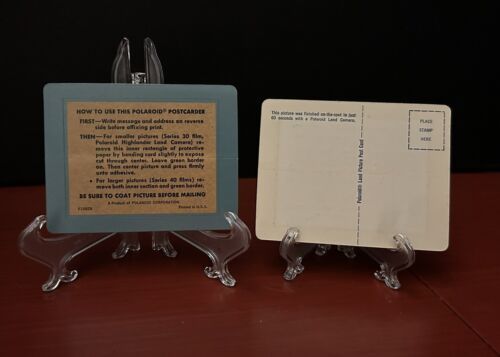 HOW TO USE THIS POLAROID® POSTCARDER
FIRST—Write message and address on reverse
side before affixing print.
THEN—For smaller pictures (Series 30 film,
Polaroid Highlander Land Camera) re-
move this inner rectangle of protective
paper by bending card slightly to expose
cut through center. Leave green border
on. Then center picture and press firmly
onto adhesive.
• For larger pictures (Series 40 films) re-
move both inner section and green border.
BE SURE TO COAT PICTURE BEFORE MAILING
A Product of POLAROID CORPORATION
Printed in U.S.A.
This picture was finished on-the-spot in just
60 seconds with a Polaroid Land Camera.
Polaroid® Land Picture Post Card
PLACE
STAMP
HERE